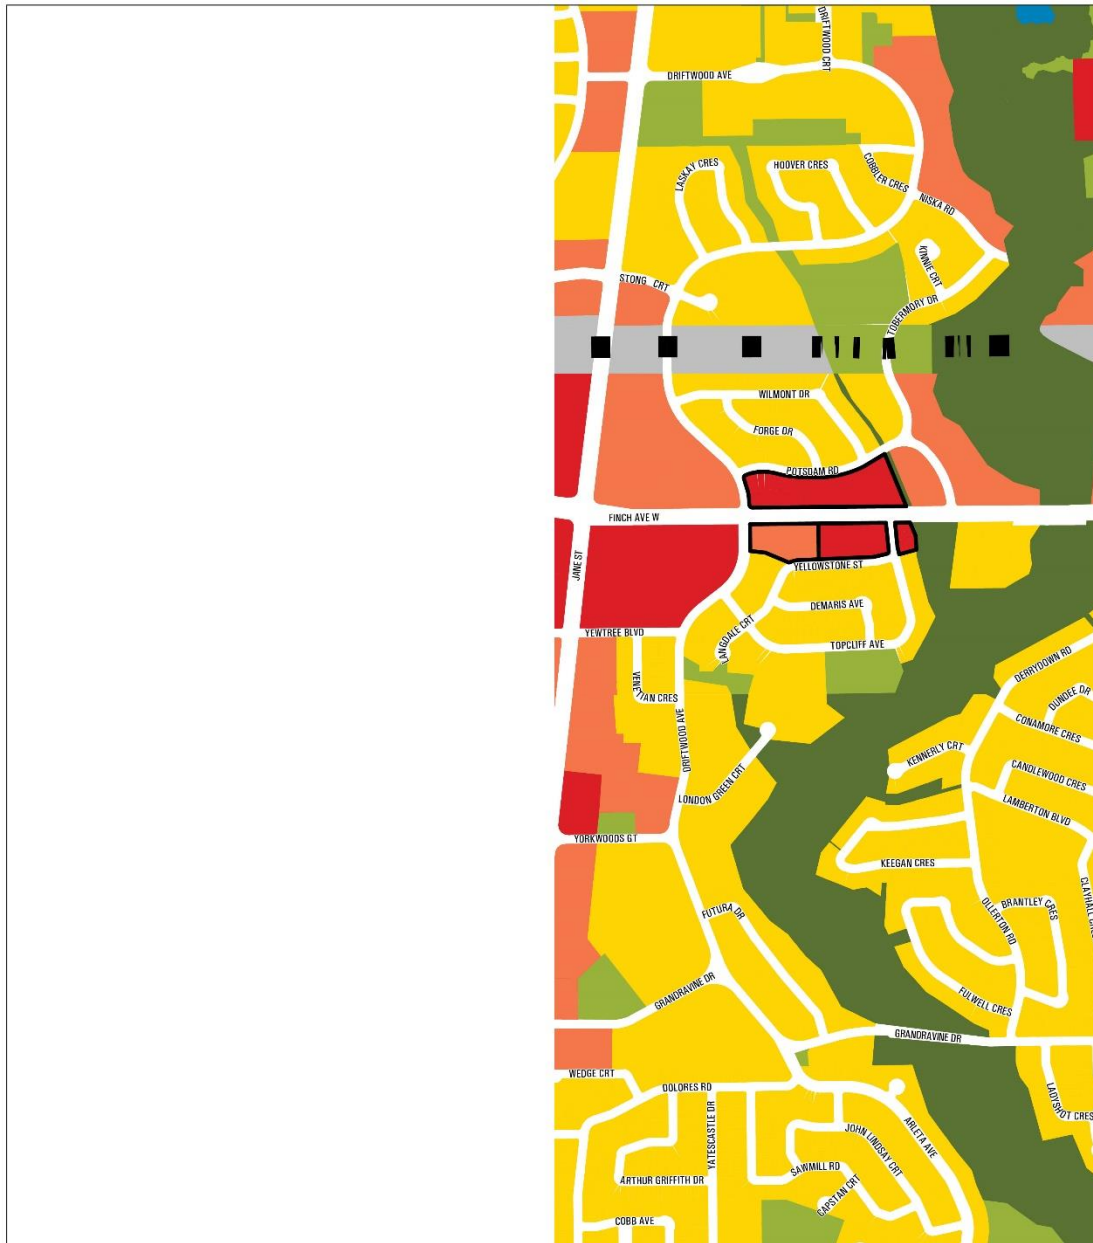 DRIFTWOOD CRT
DRIFTWOOD AVE
LASKAY CRES
HOOVER CRES
COBBLER CRES
NISKA RD
KINNIE CRT
STONG CRT
TOBERMORY DR
WILMONT DR
FORGE DR
POTSDAM RD
FINCH AVE W
JANE ST
YELLOWSTONE ST
DEMARIS AVE
LANGDALE CRT
YEWTREE BLVD
TOPCLIFF AVE
DERRYDOWN RD
VENETIAN CRES
DUNDEE DR
CONAMORE CRES
DRIFTWOOD AVE
KENNERLY CRT
CANDLEWOOD CRES
LONDON GREEN CRT
LAMBERTON BLVD
YORKWOODS GT
KEEGAN CRES
CLAYHALL CRE
BRANTLEY CRES
OLLERTON RD
FUTURA DR
GRANDRAVINE DR
FULWELL CRES
GRANDRAVINE DR
WEDGE CRT
DOLORES RD
LADYSHOT CRES
YATESCASTLE DR
ARLETA AVE
JOHN LINDSAY CRT
SAWMILL RD
ARTHUR GRIFFITH DR
CAPSTAN CRT
COBB AVE